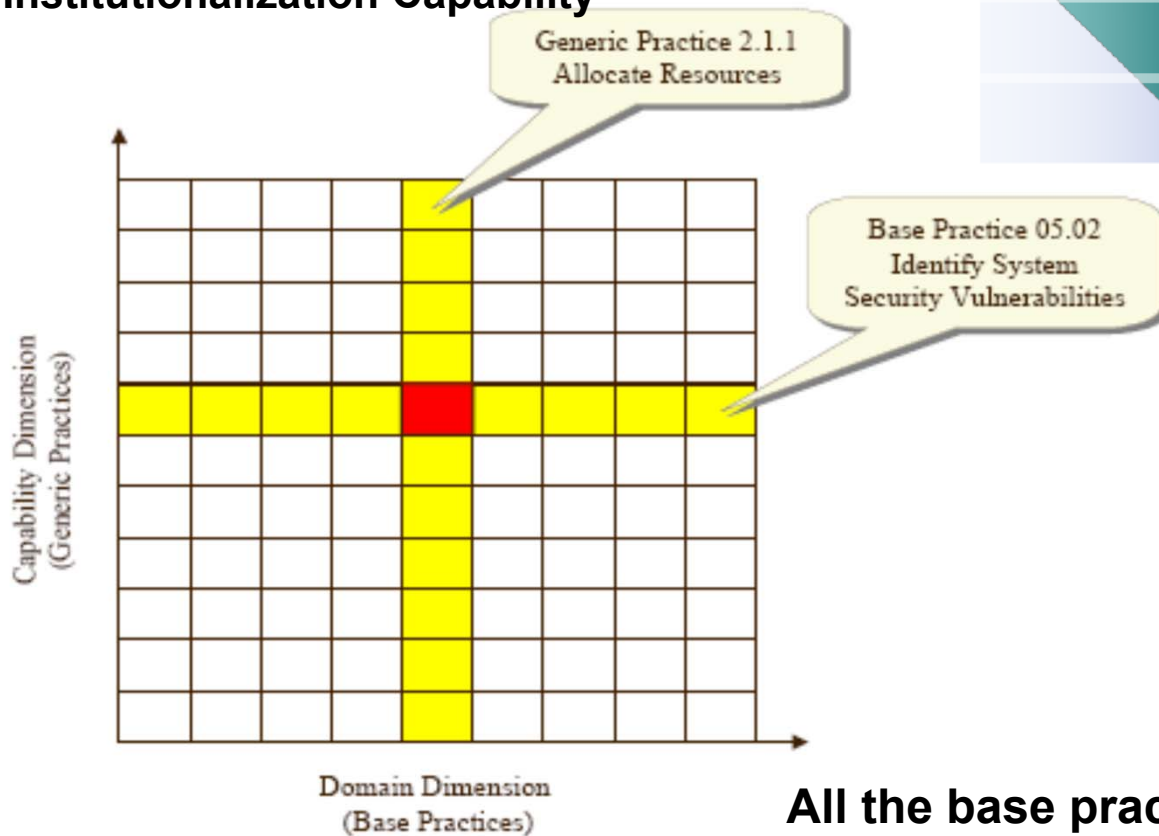 Institutionalization Capability
Generic Practice 2.1.1
Allocate Resources
Base Practice 05.02
Identify System
Security Vulnerabilities
Capability Dimension
(Generic Practices)
Domain Dimension
(Base Practices)
All the base prac